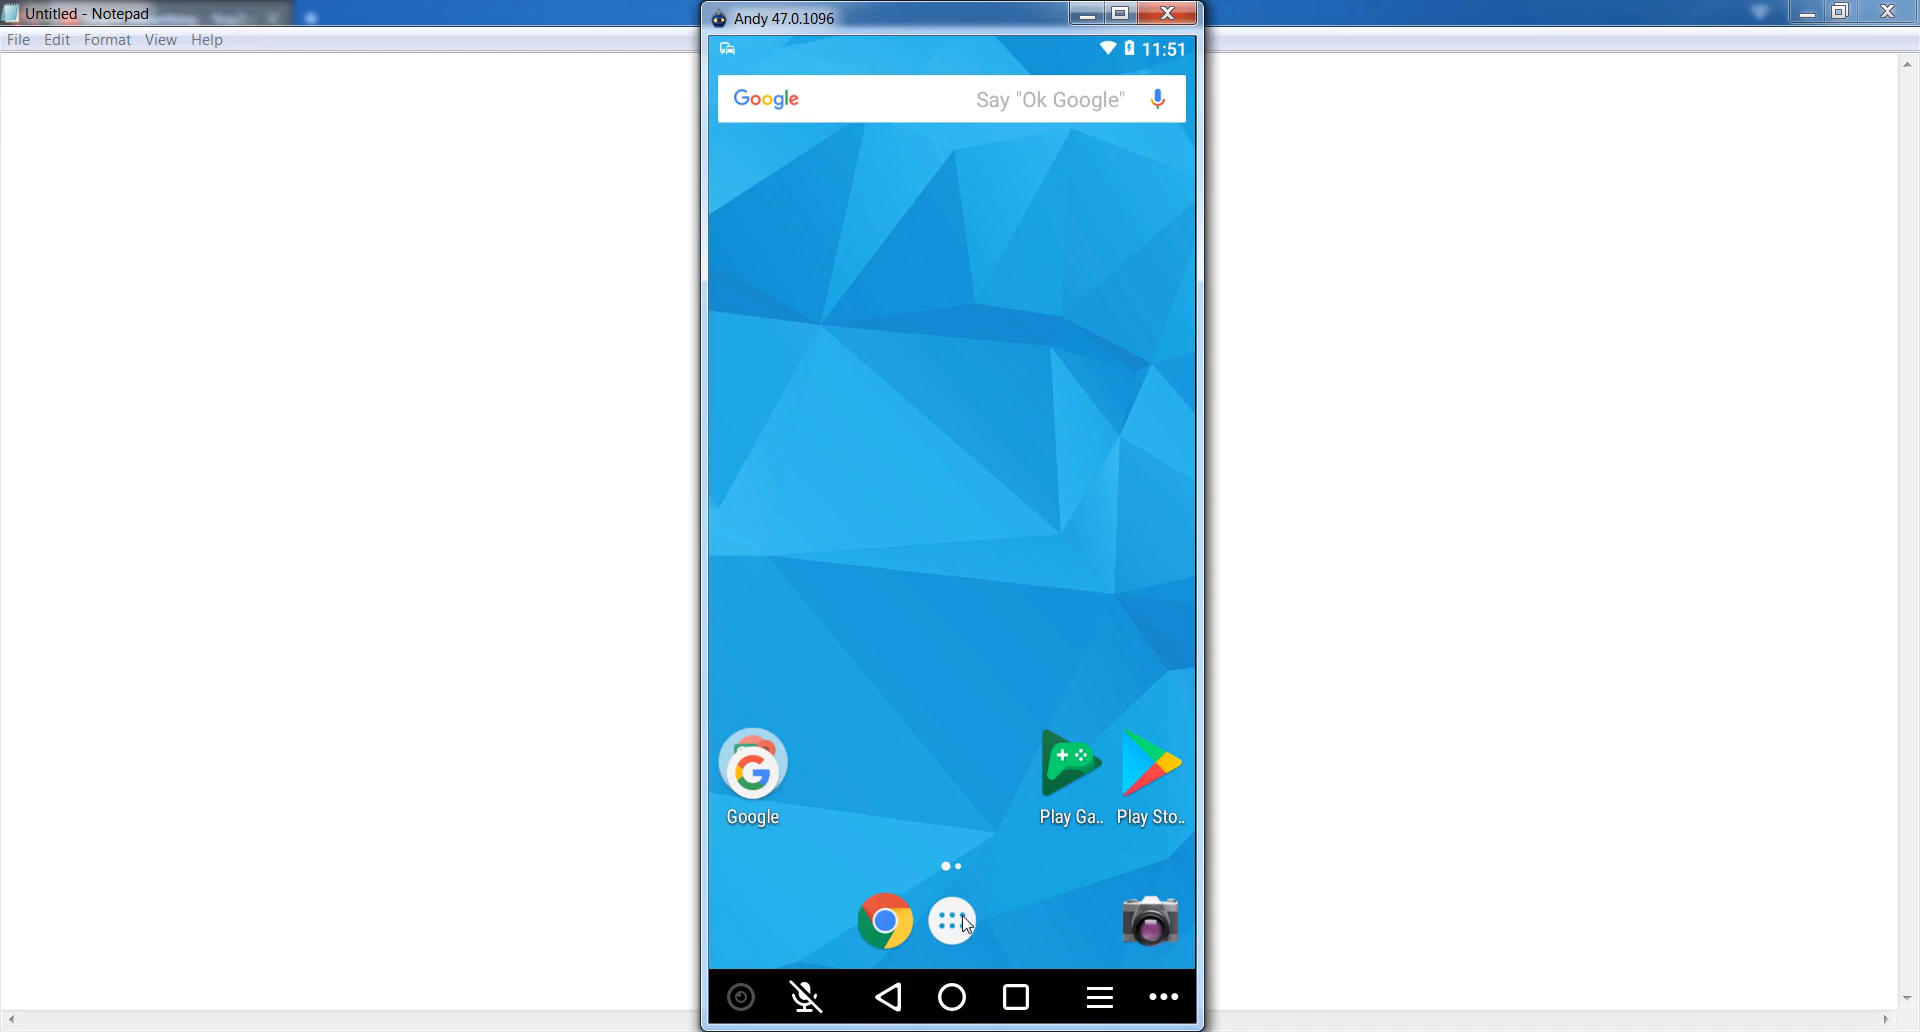 Untitled - Notepad
File Edit Format View Help
Andy 47.0.1096
11:51
Google Say "Ok Google"
Google
Play Ga..
Play Sto..